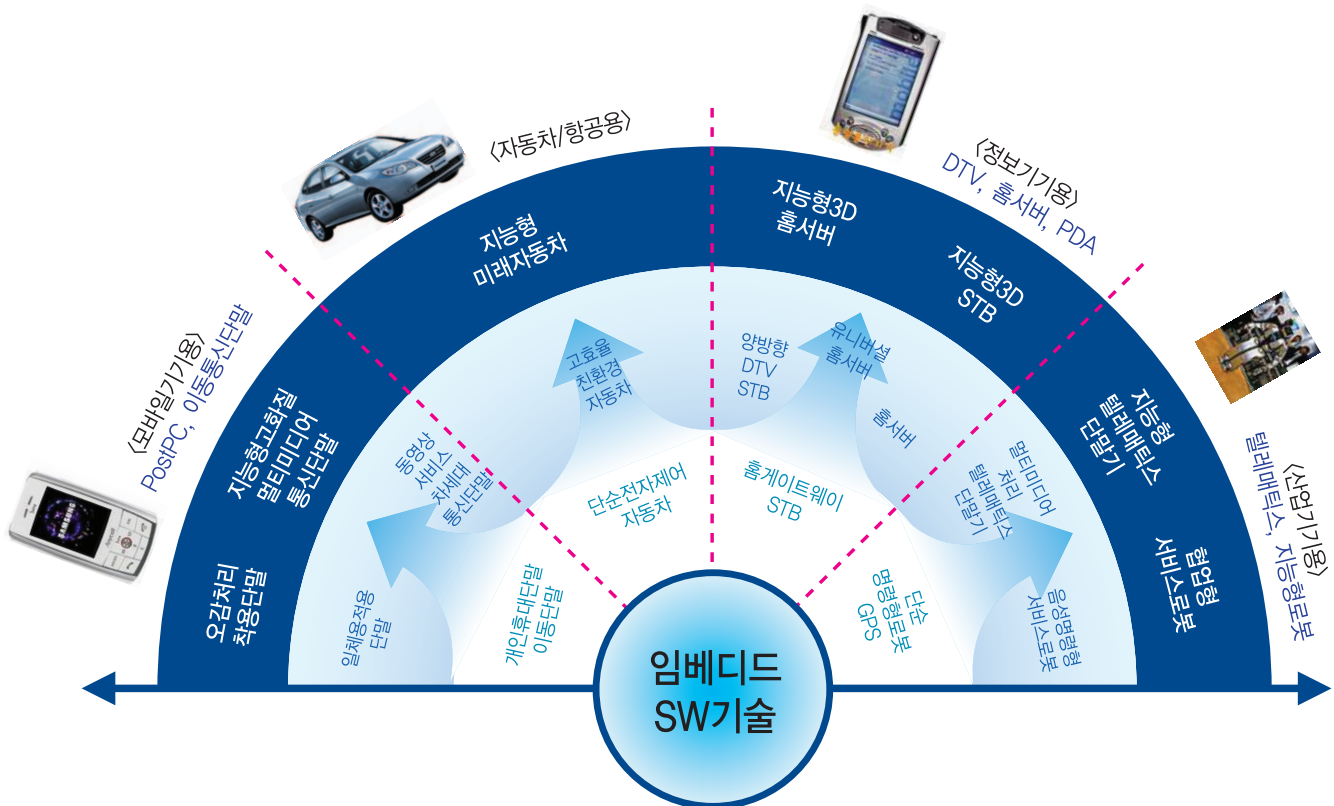 <자동차/항공용>
<정보기기용>
DTV, 홈서버, PDA
<모바일기기용>
PostPC, 이동통신단말
<산업기기용>
텔레매틱스, 지능형로봇
오감처리
착용단말
지능형고화질
멀티미디어
통신단말
지능형
미래자동차
지능형3D
홈서버
지능형3D
STB
지능형
텔레매틱스
단말기
협업형
서비스로봇
일체용적용
단말
동영상
서비스
차세대
통신단말
고효율
친환경
자동차
양방향
DTV
STB
유니버셜
홈서버
홈서버
멀티미디어
처리
텔레매틱스
단말기
음성명령형
서비스로봇
개인휴대단말
이동단말
단순전자제어
자동차
홈게이트웨이
STB
단순
명령형로봇
GPS
임베디드
SW기술
SAMSUNG